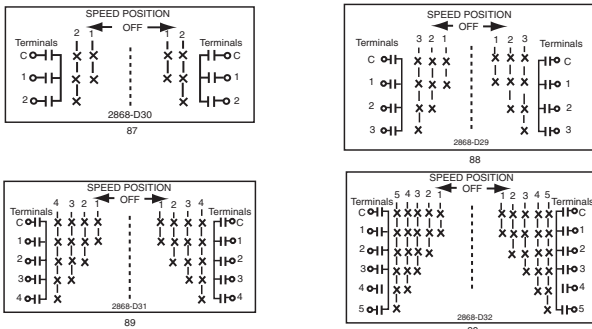 SPEED POSITION
OFF
2 1 1 2
Terminals Terminals
C C
1 1
2 2
2868-D30
87
SPEED POSITION
OFF
3 2 1 1 2 3
Terminals Terminals
C C
1 1
2 2
3 3
2868-D29
88
SPEED POSITION
OFF
4 3 2 1 1 2 3 4
Terminals Terminals
C C
1 1
2 2
3 3
4 4
2868-D31
89
SPEED POSITION
OFF
5 4 3 2 1 1 2 3 4 5
Terminals Terminals
C C
1 1
2 2
3 3
4 4
5 5
2868-D32